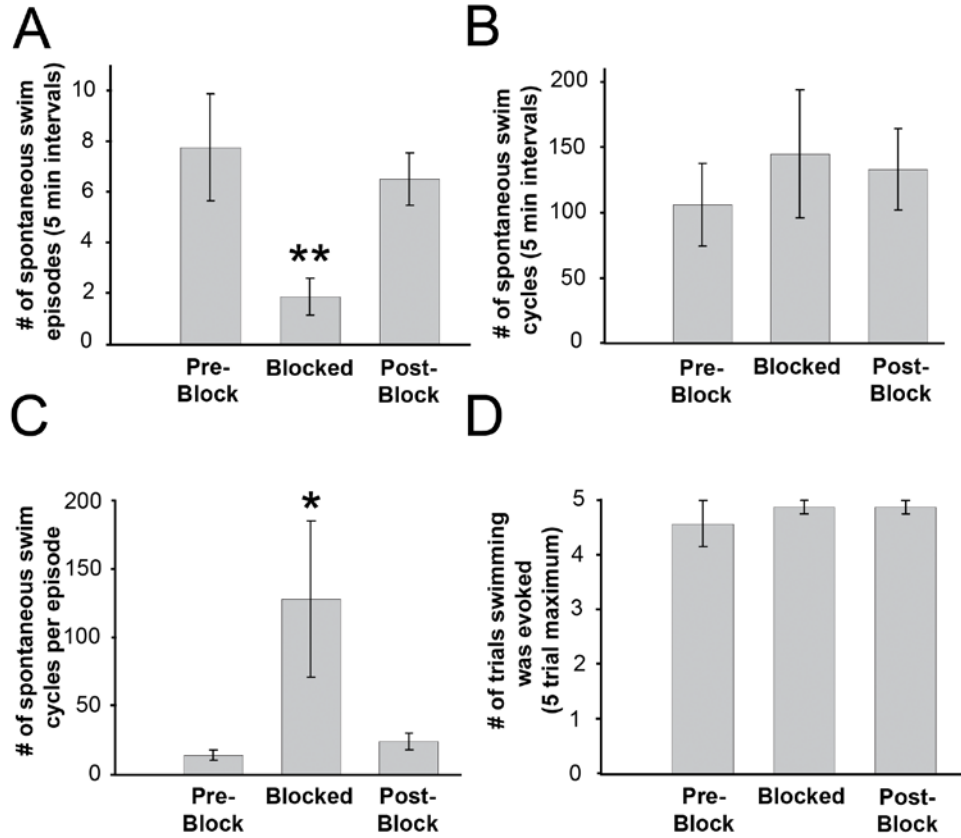 A
# of spontaneous swim
episodes (5 min intervals)
10
8
6
4
2
0
**
Pre-
Block
Blocked
Post-
Block
B
# of spontaneous swim
cycles (5 min intervals)
200
150
100
50
0
Pre-
Block
Blocked
Post-
Block
C
# of spontaneous swim
cycles per episode
200
150
100
50
0
*
Pre-
Block
Blocked
Post-
Block
D
# of trials swimming
was evoked
(5 trial maximum)
5
4
3
2
1
0
Pre-
Block
Blocked
Post-
Block